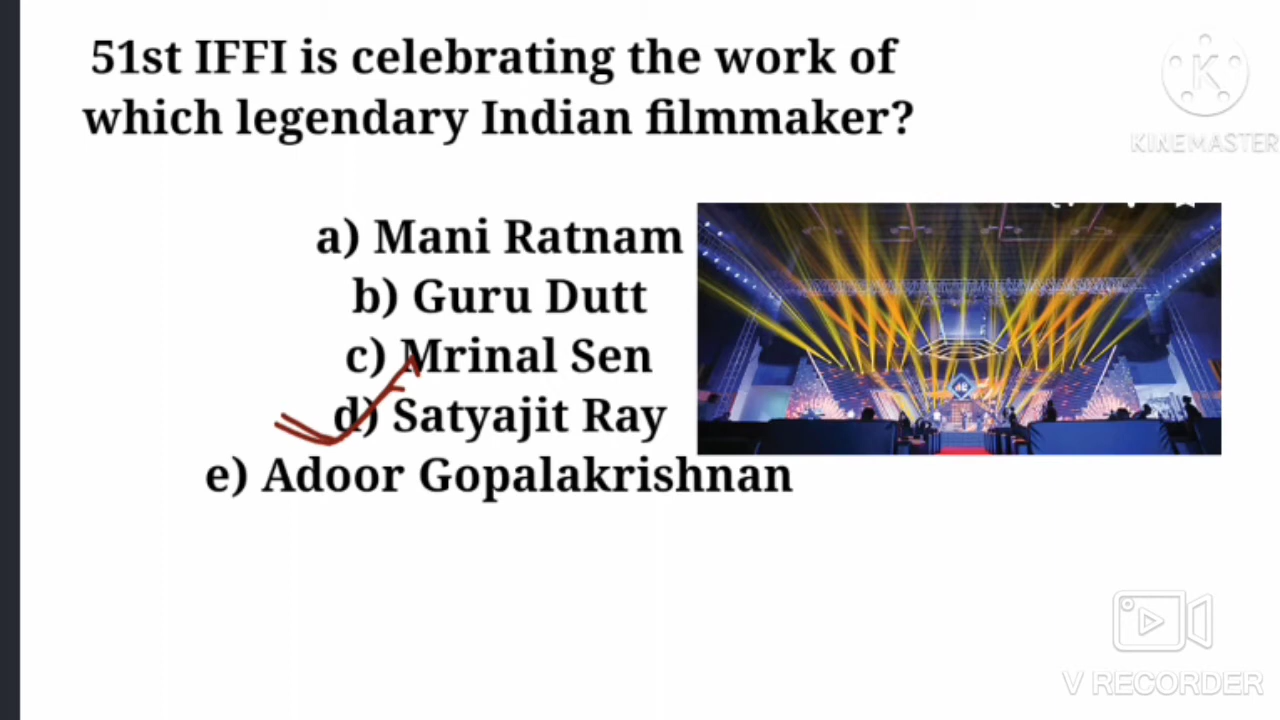 51st IFFI is celebrating the work of
which legendary Indian filmmaker?
KINEMASTER
a) Mani Ratnam
b) Guru Dutt
c) Mrinal Sen
d) Satyajit Ray
e) Adoor Gopalakrishnan
V RECORDER